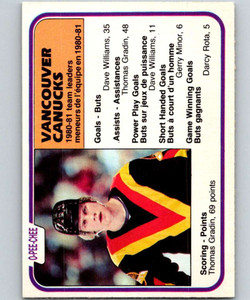 VANCOUVER
CANUCKS
1980-81 team leaders
meneurs de l'équipe en 1980-81
Goals - Buts
Dave Williams, 35
Assists - Assistances
Thomas Gradin, 48
Power Play Goals
Buts sur jeu de puissance
Dave Williams, 11
Short Handed Goals
Buts à court d'un homme
Gerry Minor, 6
Game Winning Goals
Buts gagnants
Darcy Rota, 5
Scoring - Points
Thomas Gradin, 69 points
O-PEE-CHEE